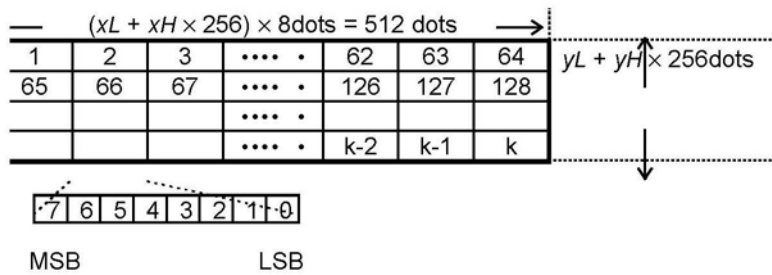 (xL + xH × 256) × 8dots = 512 dots
1 2 3 •••• • 62 63 64
yL + yH × 256dots
65 66 67 •••• • 126 127 128
•••• •
•••• • k-2 k-1 k
7 6 5 4 3 2 1 0
MSB LSB